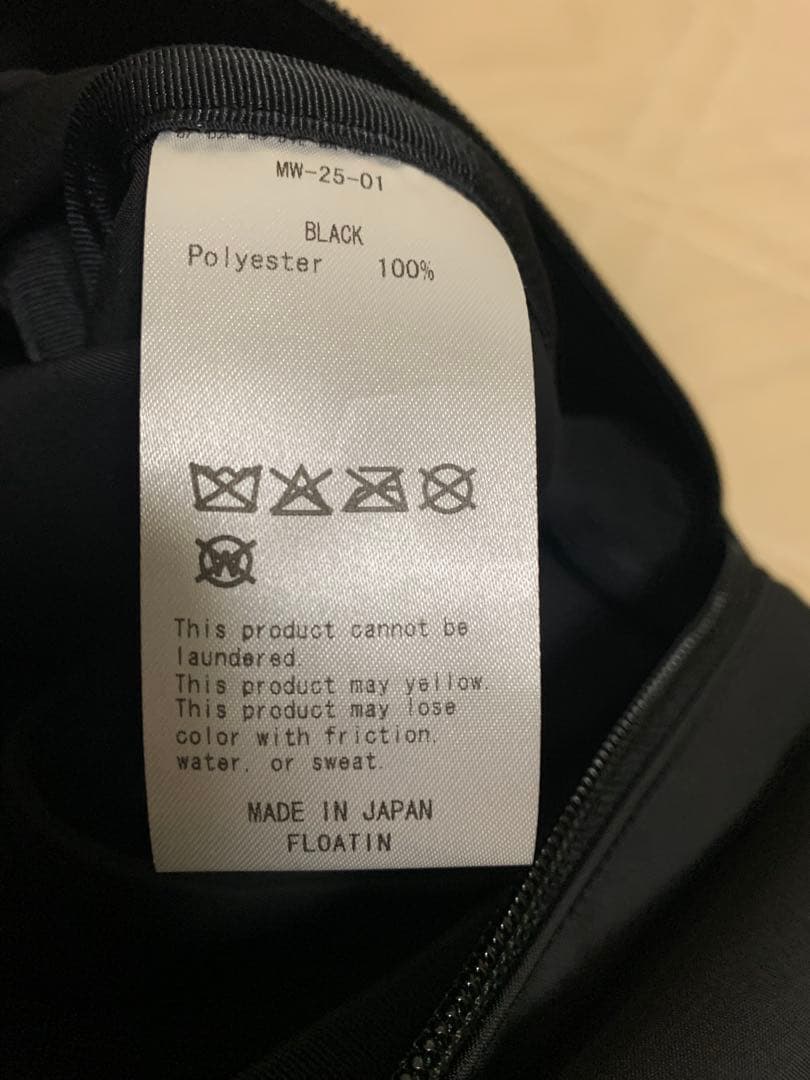 MW-25-01
BLACK
Polyester 100%
W
This product cannot be
laundered.
This product may yellow.
This product may lose
color with friction,
water, or sweat.
MADE IN JAPAN
FLOATIN